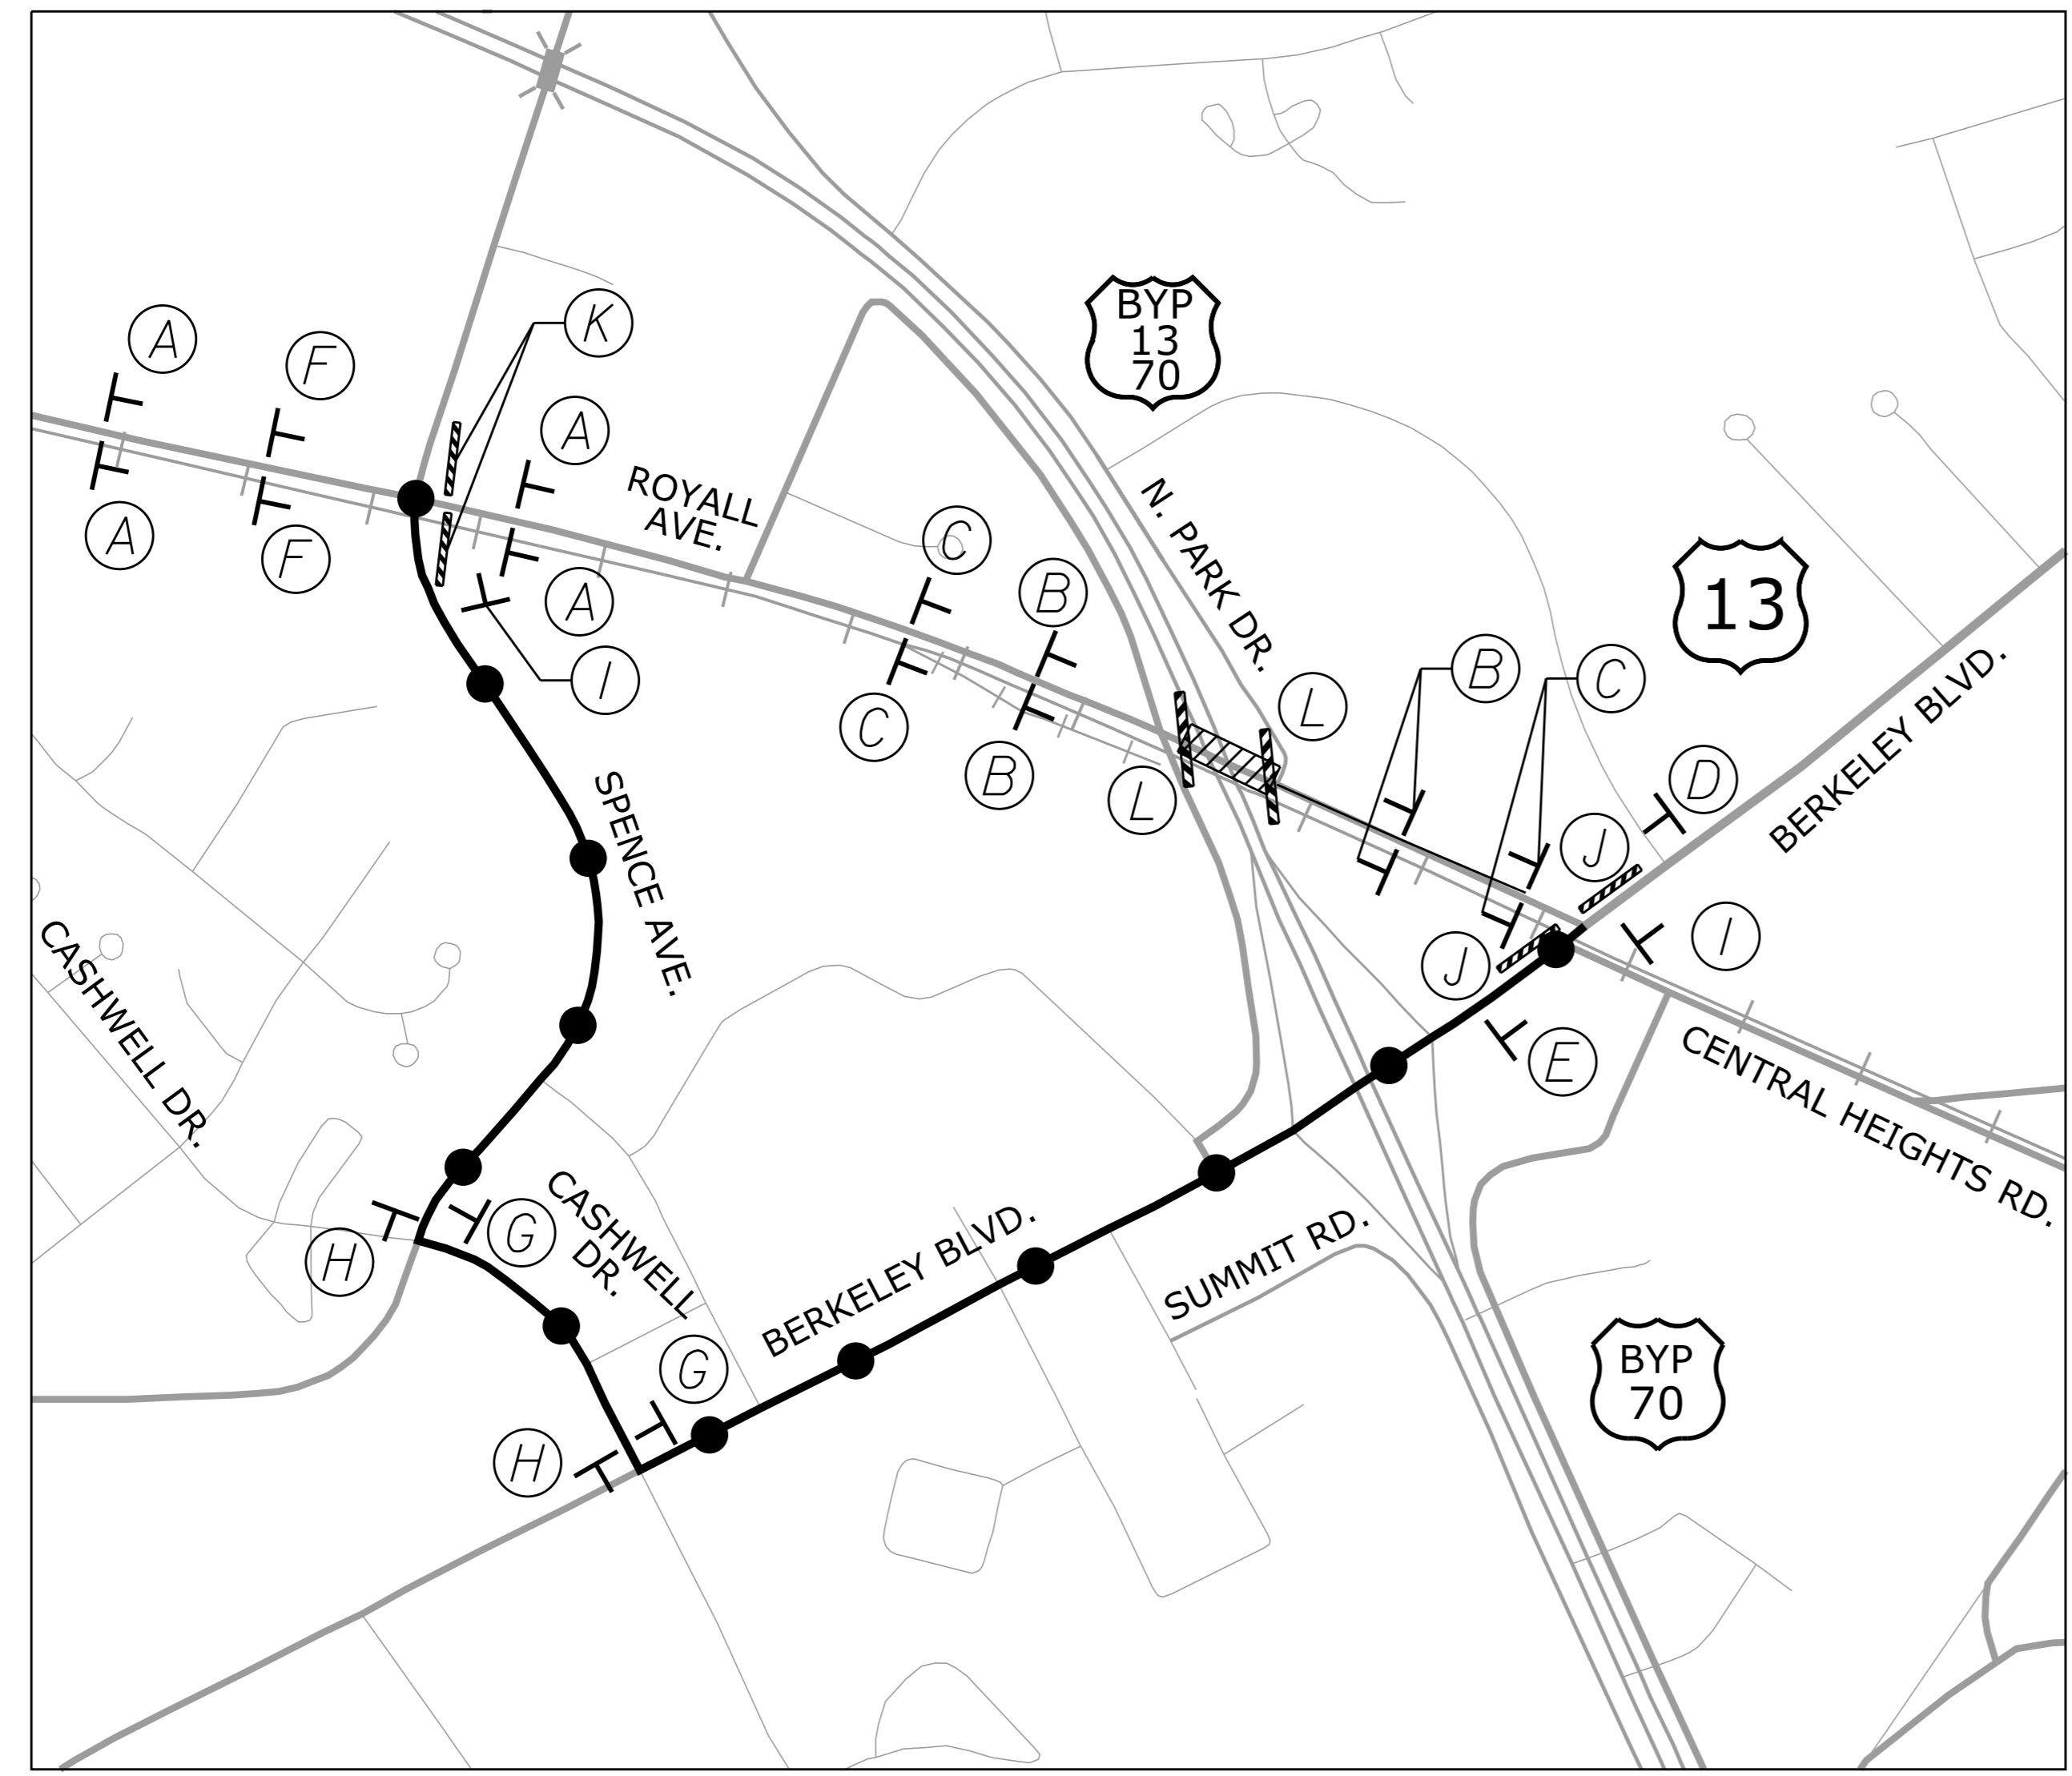 BYP
13
70
K
A
F
A
ROYALL
AVE.
N. PARK DR.
C
A
F
13
B
A
I
BERKELEY BLVD.
B
C
L
C
B
L
D
J
SPENCE AVE.
CASHWELL DR.
I
J
E
CENTRAL HEIGHTS RD.
CASHWELL
DR.
G
H
BERKELEY BLVD.
SUMMIT RD.
BYP
70
G
H